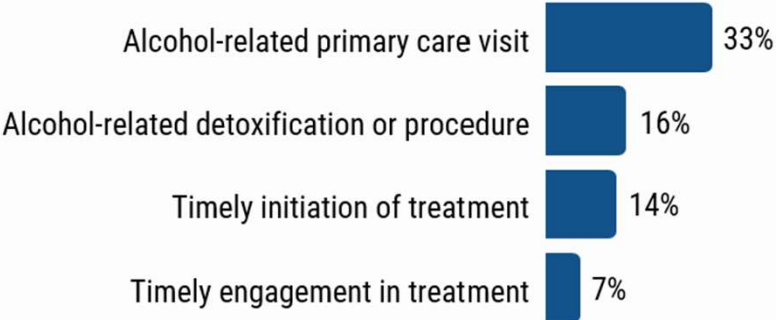 Alcohol-related primary care visit 33%
Alcohol-related detoxification or procedure 16%
Timely initiation of treatment 14%
Timely engagement in treatment 7%